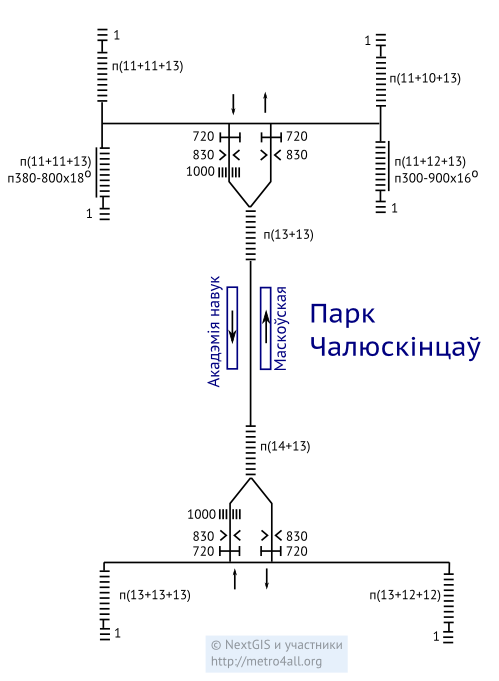 1
1
п(11+11+13)
п(11+10+13)
720
720
830
830
1000
п(11+11+13)
п380-800x18°
п(11+12+13)
п300-900x16°
1
1
п(13+13)
Акадэмія навук
Маскоўская
Парк
Чалюскінцаў
п(14+13)
1000
830
830
720
720
п(13+13+13)
п(13+12+12)
1
1
© NextGIS и участники
http://metro4all.org